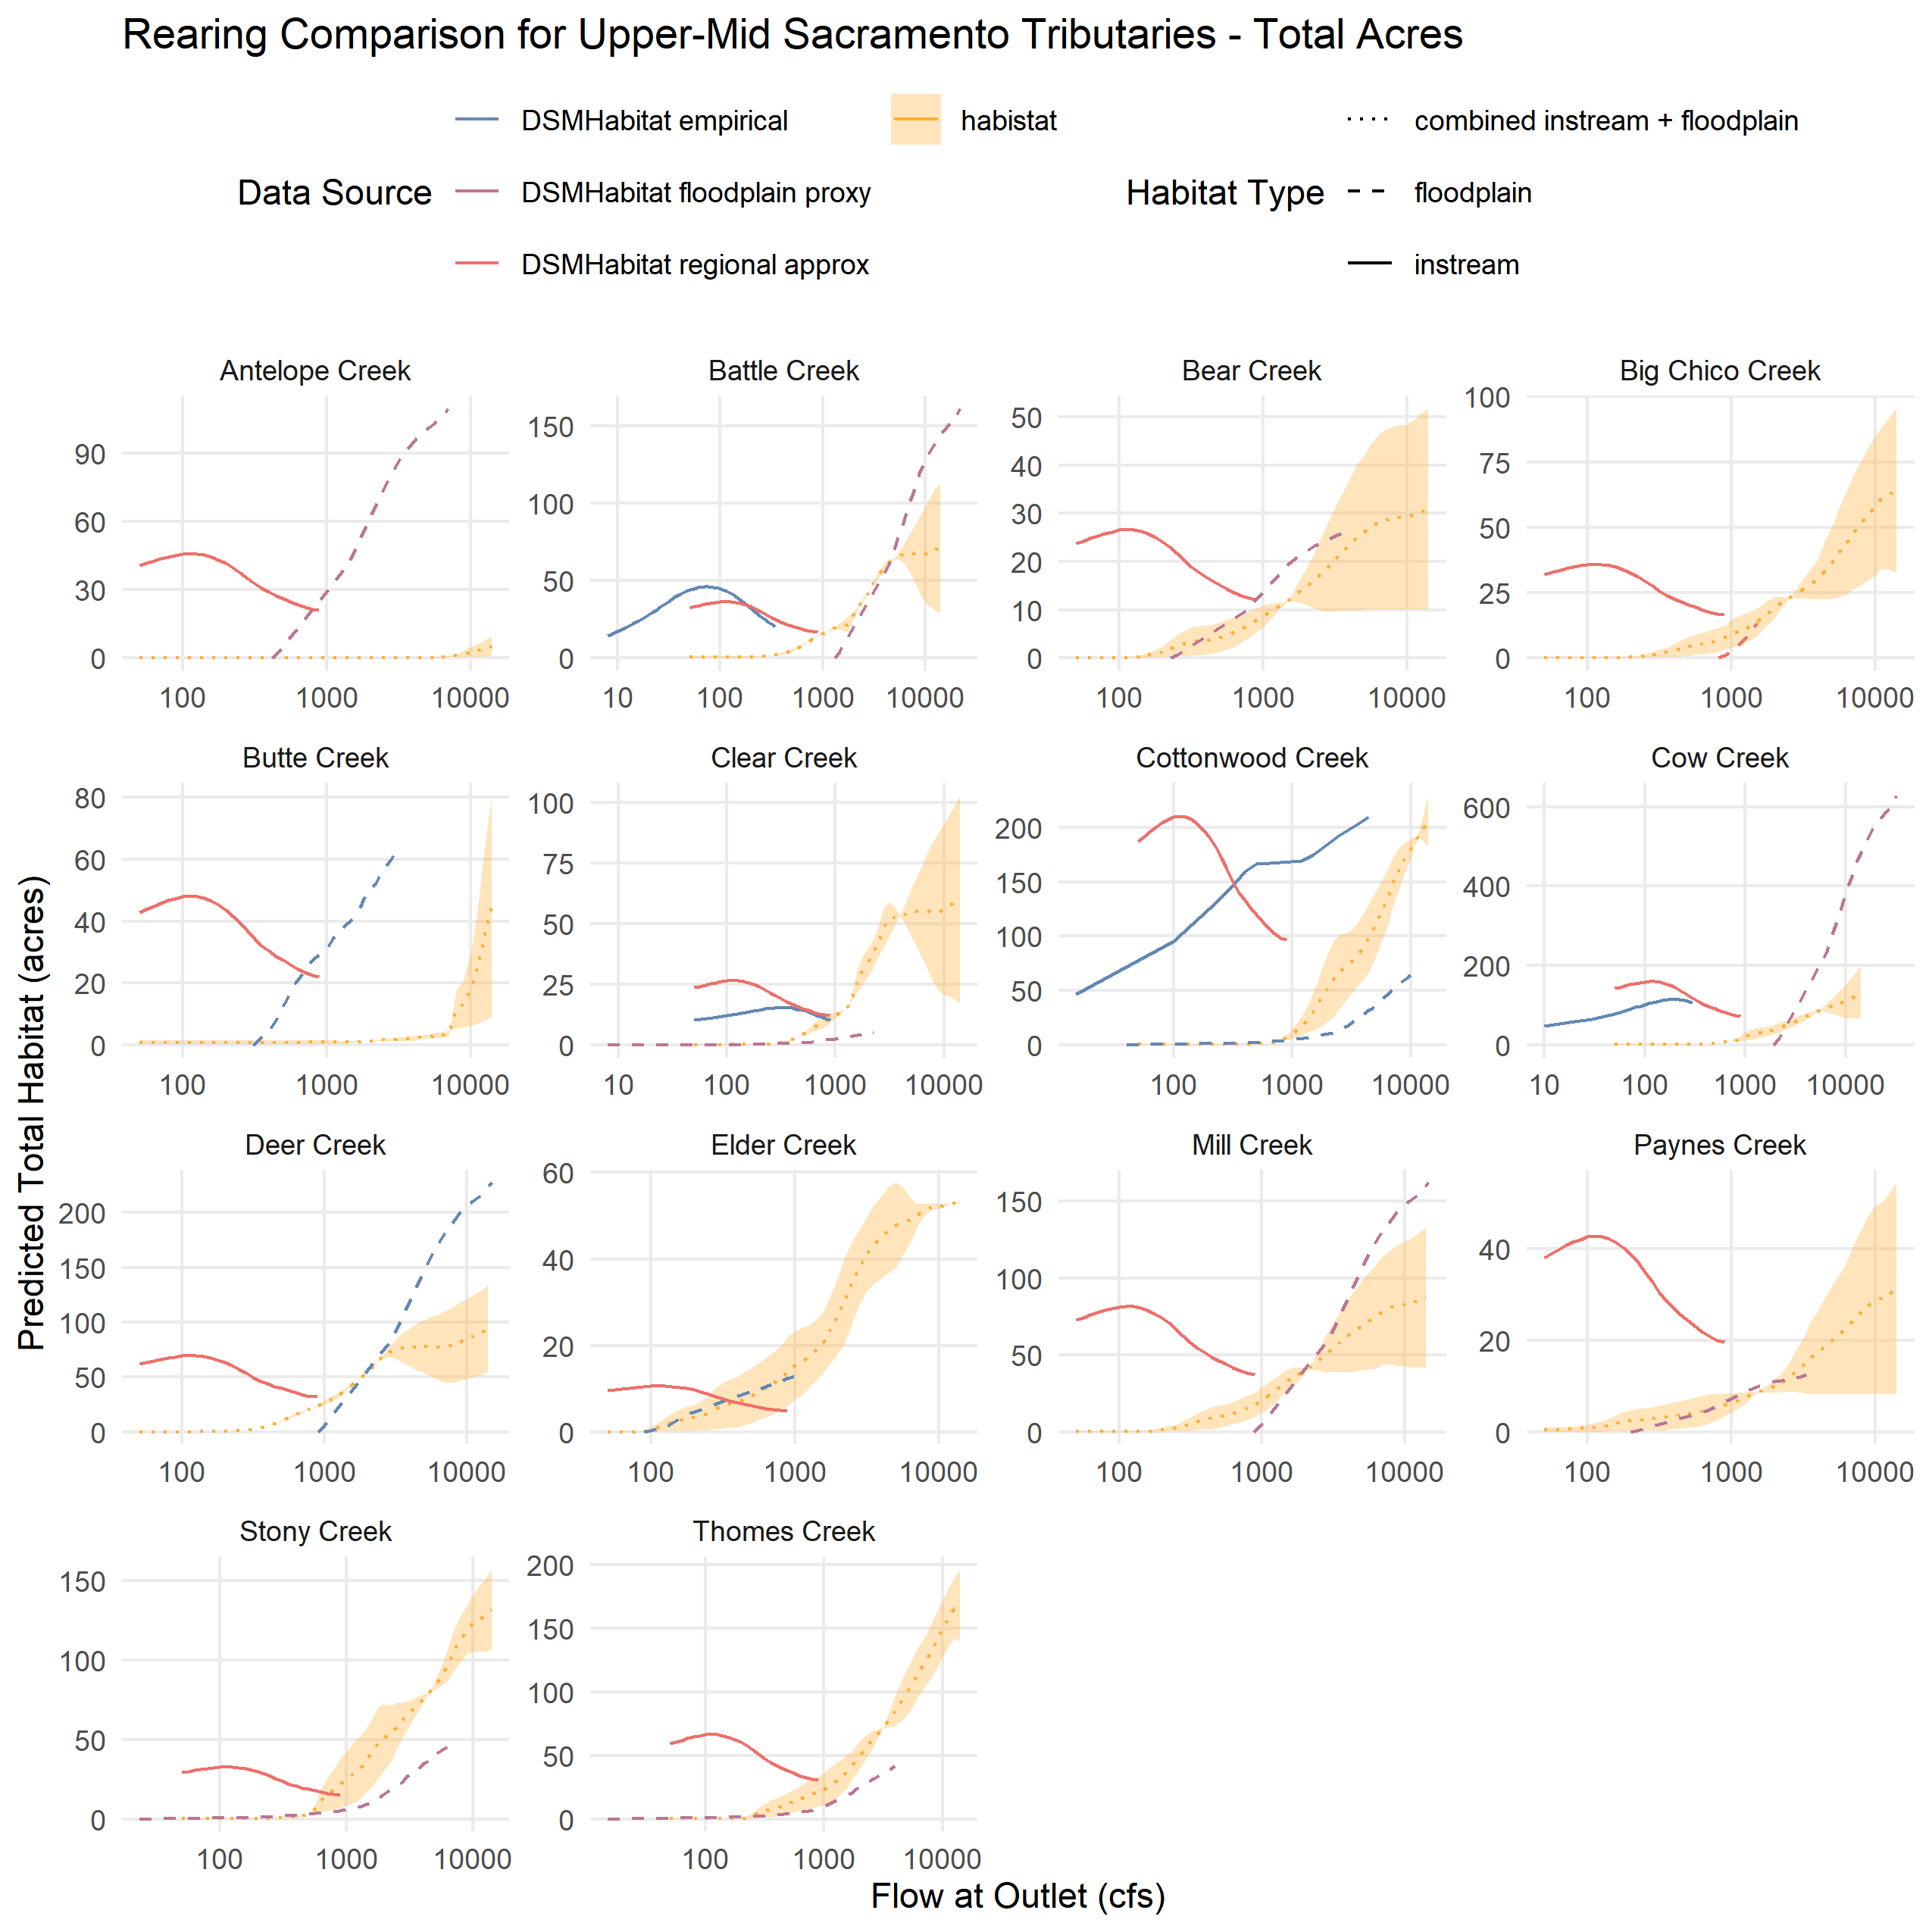 Rearing Comparison for Upper-Mid Sacramento Tributaries - Total Acres
Data Source
DSMHabitat empirical
DSMHabitat floodplain proxy
DSMHabitat regional approx
habistat
Habitat Type
combined instream + floodplain
floodplain
instream
Predicted Total Habitat (acres)
Antelope Creek
90
60
30
0
100 1000 10000
Battle Creek
150
100
50
0
10 100 1000 10000
Bear Creek
50
40
30
20
10
0
100 1000 10000
Big Chico Creek
100
75
50
25
0
100 1000 10000
Butte Creek
80
60
40
20
0
100 1000 10000
Clear Creek
100
75
50
25
0
10 100 1000 10000
Cottonwood Creek
200
150
100
50
0
100 1000 10000
Cow Creek
600
400
200
0
10 100 1000 10000
Deer Creek
200
150
100
50
0
100 1000 10000
Elder Creek
60
40
20
0
100 1000 10000
Mill Creek
150
100
50
0
100 1000 10000
Paynes Creek
40
20
0
100 1000 10000
Stony Creek
150
100
50
0
100 1000 10000
Thomes Creek
200
150
100
50
0
100 1000 10000
Flow at Outlet (cfs)